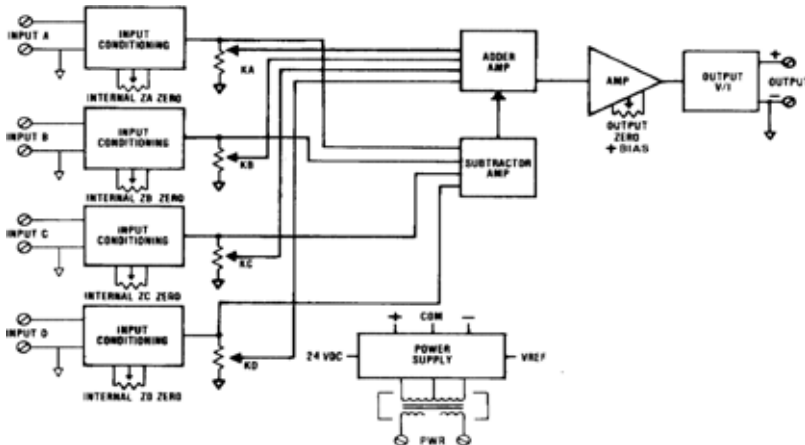 INPUT A
INPUT CONDITIONING
INTERNAL ZA ZERO
KA
INPUT B
INPUT CONDITIONING
INTERNAL ZB ZERO
KB
INPUT C
INPUT CONDITIONING
INTERNAL ZC ZERO
KC
INPUT D
INPUT CONDITIONING
INTERNAL ZD ZERO
KD
ADDER AMP
SUBTRACTOR AMP
AMP
OUTPUT ZERO + BIAS
OUTPUT V/I
+
OUTPUT
−
+ COM −
24 VDC
POWER SUPPLY
VREF
PWR